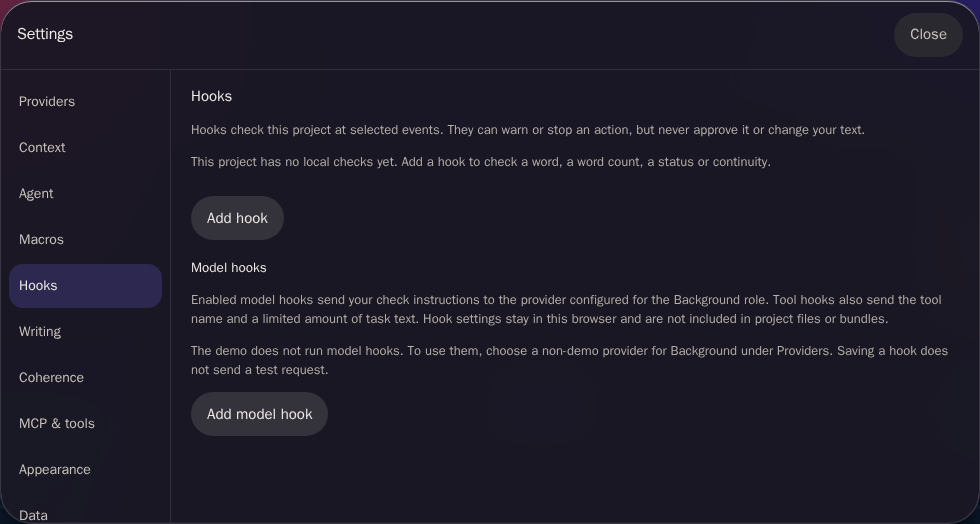 Settings
Close
Providers
Context
Agent
Macros
Hooks
Writing
Coherence
MCP & tools
Appearance
Data
Hooks
Hooks check this project at selected events. They can warn or stop an action, but never approve it or change your text.
This project has no local checks yet. Add a hook to check a word, a word count, a status or continuity.
Add hook
Model hooks
Enabled model hooks send your check instructions to the provider configured for the Background role. Tool hooks also send the tool
name and a limited amount of task text. Hook settings stay in this browser and are not included in project files or bundles.
The demo does not run model hooks. To use them, choose a non-demo provider for Background under Providers. Saving a hook does
not send a test request.
Add model hook